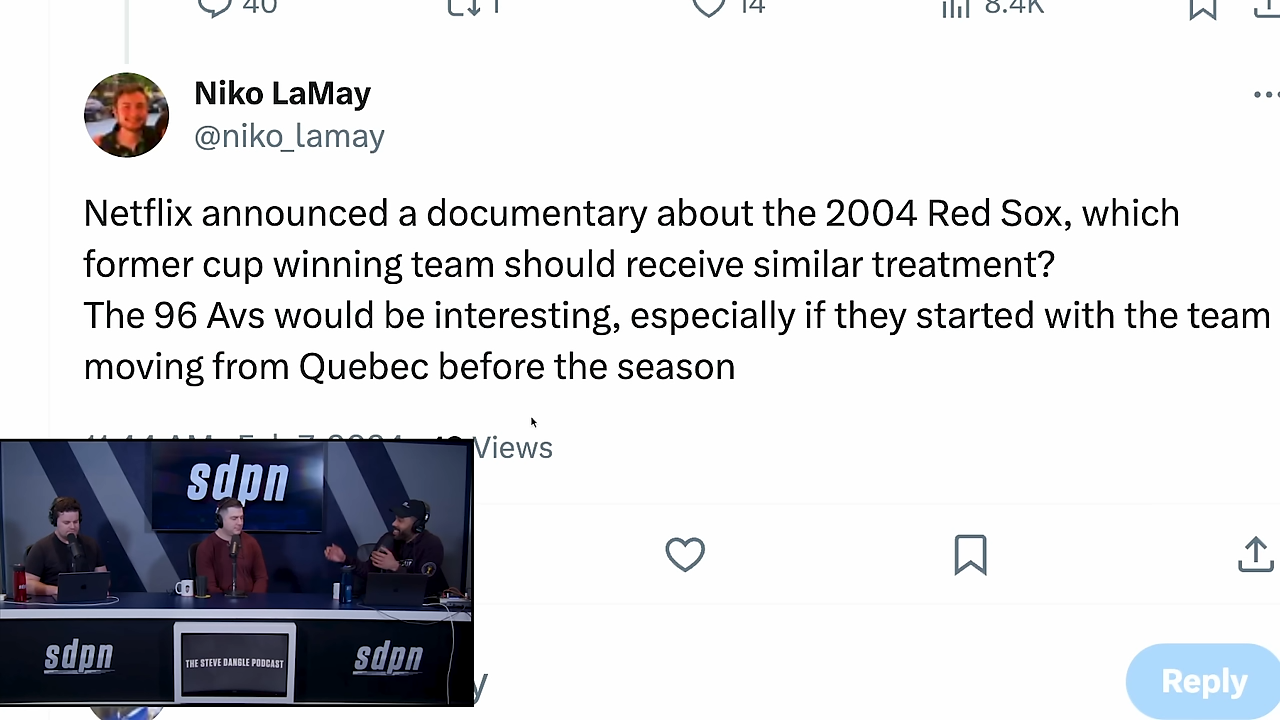 40 1 14 8.4K
Niko LaMay
@niko_lamay
Netflix announced a documentary about the 2004 Red Sox, which
former cup winning team should receive similar treatment?
The 96 Avs would be interesting, especially if they started with the team
moving from Quebec before the season
Views
sdpn
sdpn
THE STEVE DANGLE PODCAST
sdpn
Reply